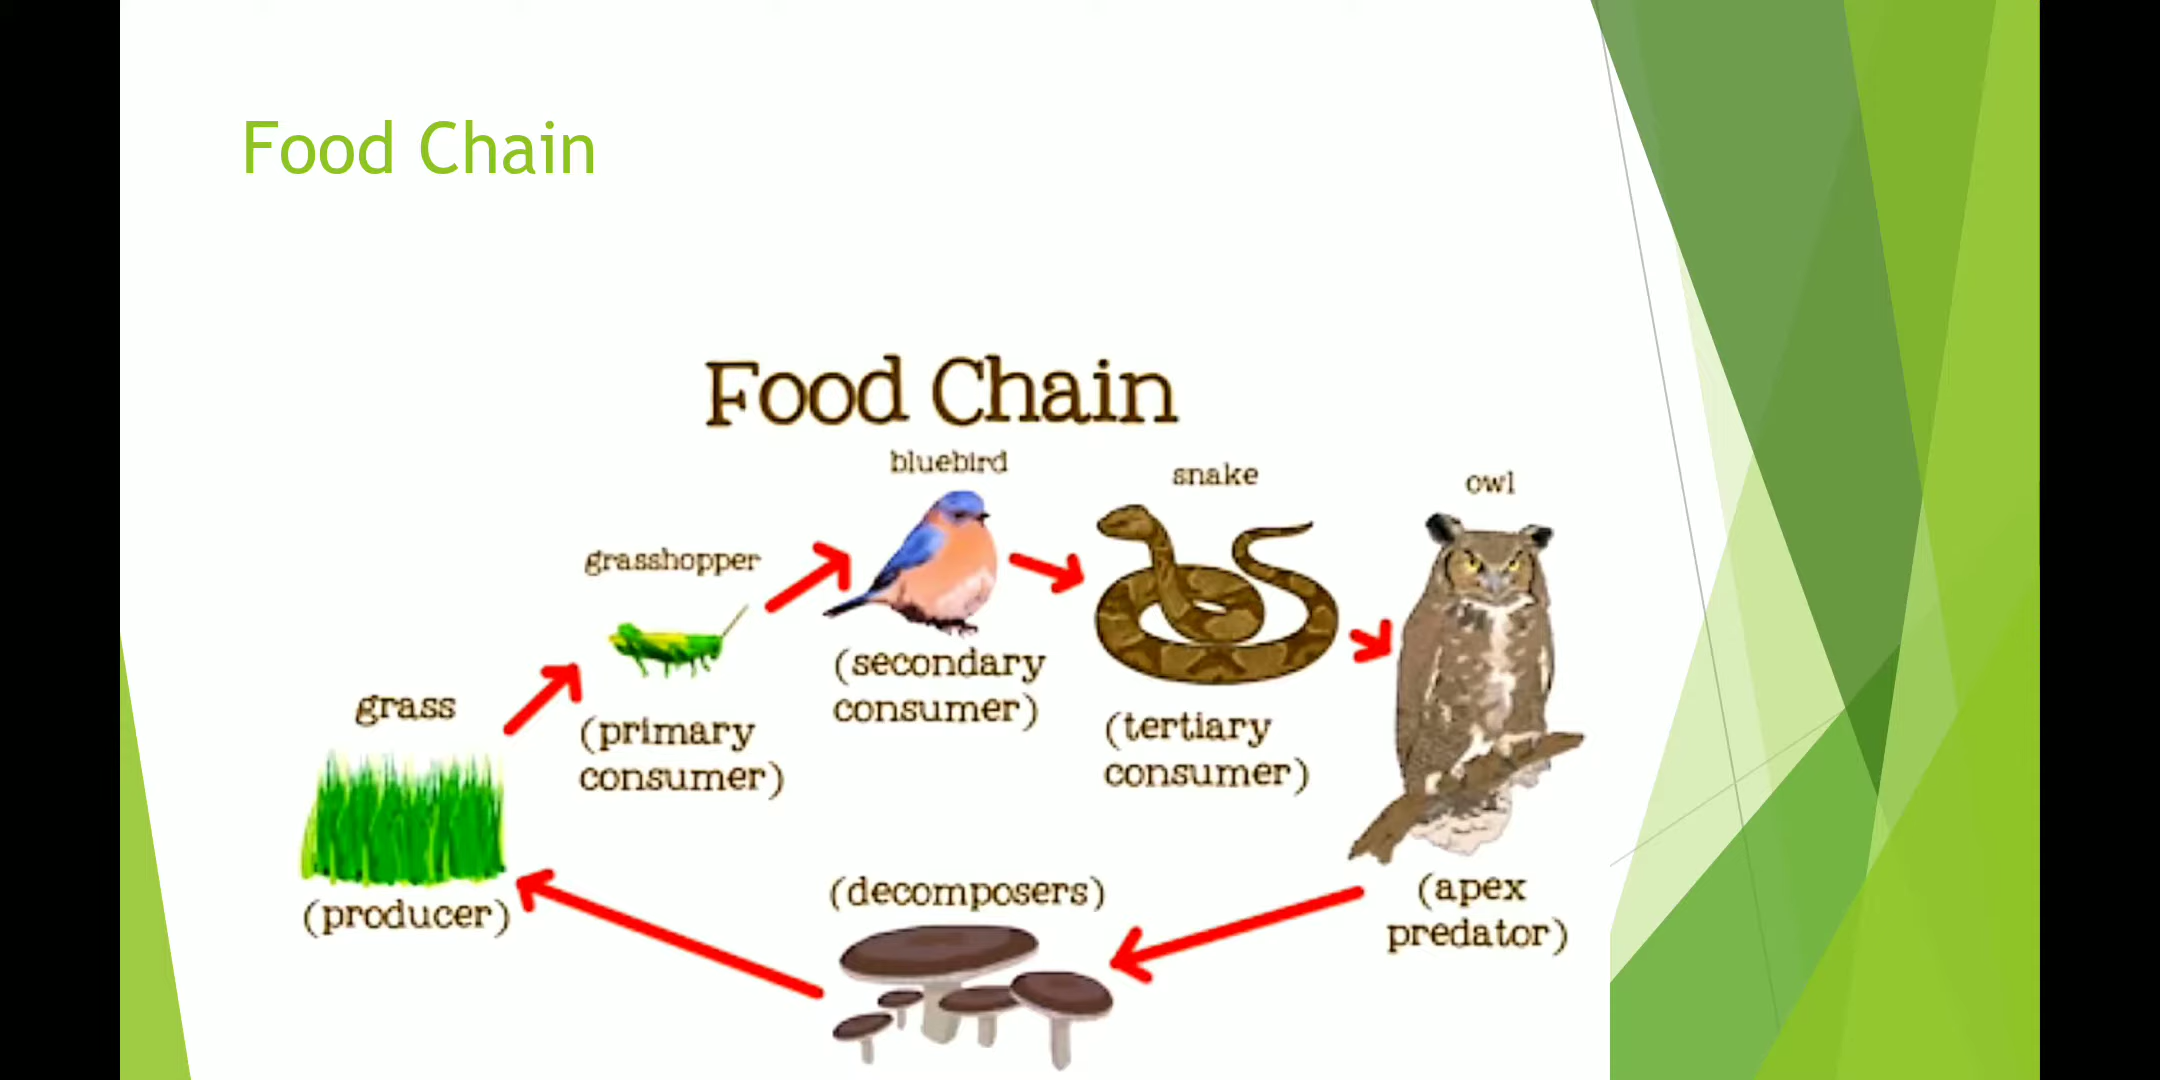 Food Chain
Food Chain
bluebird
snake
owl
grasshopper
(secondary
consumer)
grass
(primary
consumer)
(tertiary
consumer)
(decomposers)
(apex
predator)
(producer)